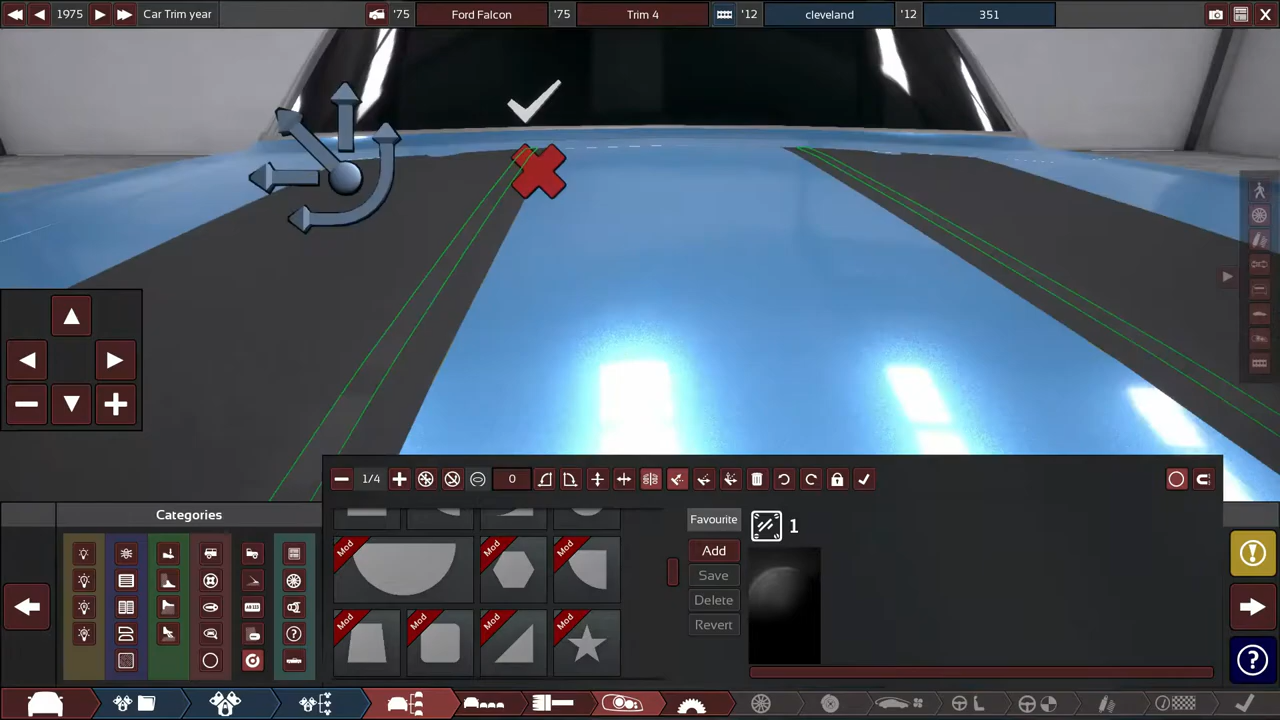 1975 Car Trim year '75 Ford Falcon '75 Trim 4 '12 cleveland '12 351
1/4 0
Categories
Favourite 1
Add
Save
Delete
Revert
Mod Mod Mod
Mod Mod Mod Mod